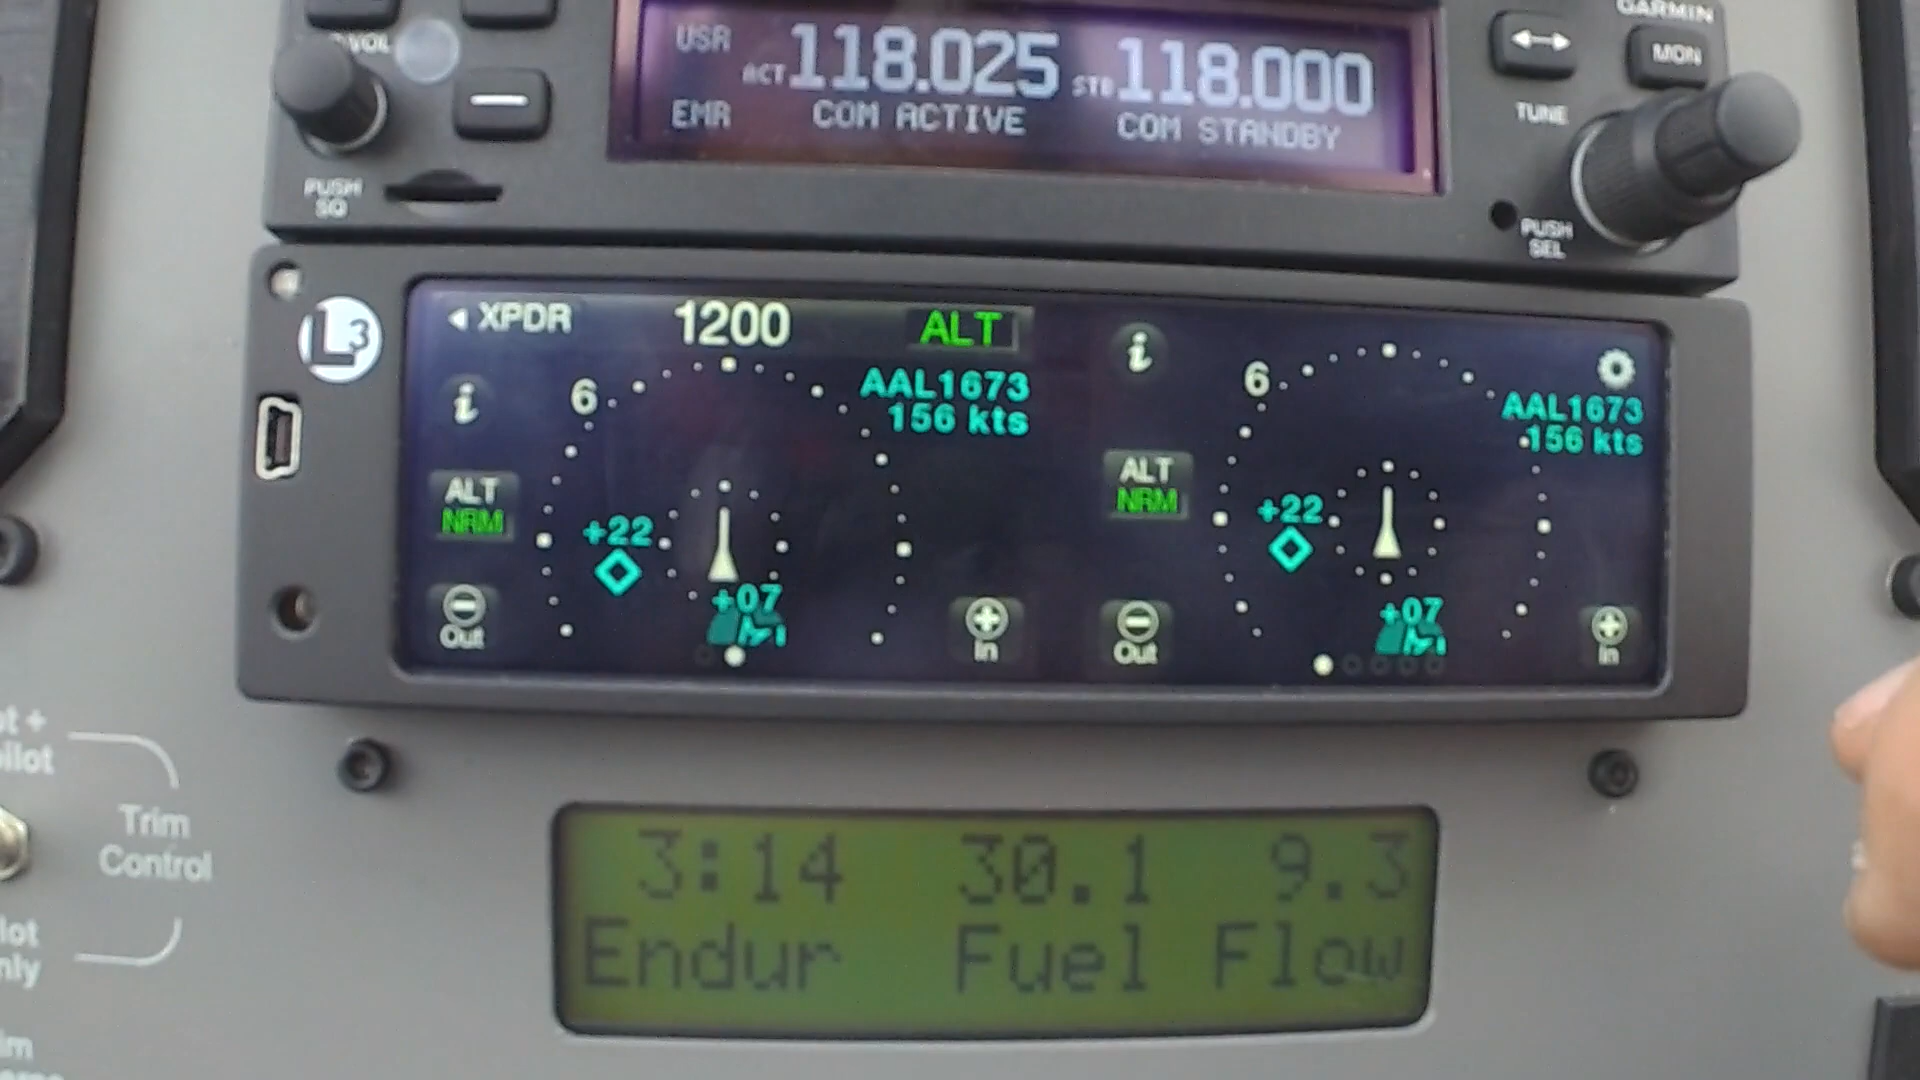 GARMIN
VOL
USR
ACT 118.025 STB 118.000
MON
EMR
COM ACTIVE
COM STANDBY
TUNE
PUSH
SQ
PUSH
SEL
L3
XPDR 1200 ALT
i
6
AAL1673
156 kts
ALT
NRM
+22
+07
Out
In
i
6
AAL1673
156 kts
ALT
NRM
+22
+07
Out
In
Trim
Control
3:14 30.1 9.3
Endur Fuel Flow